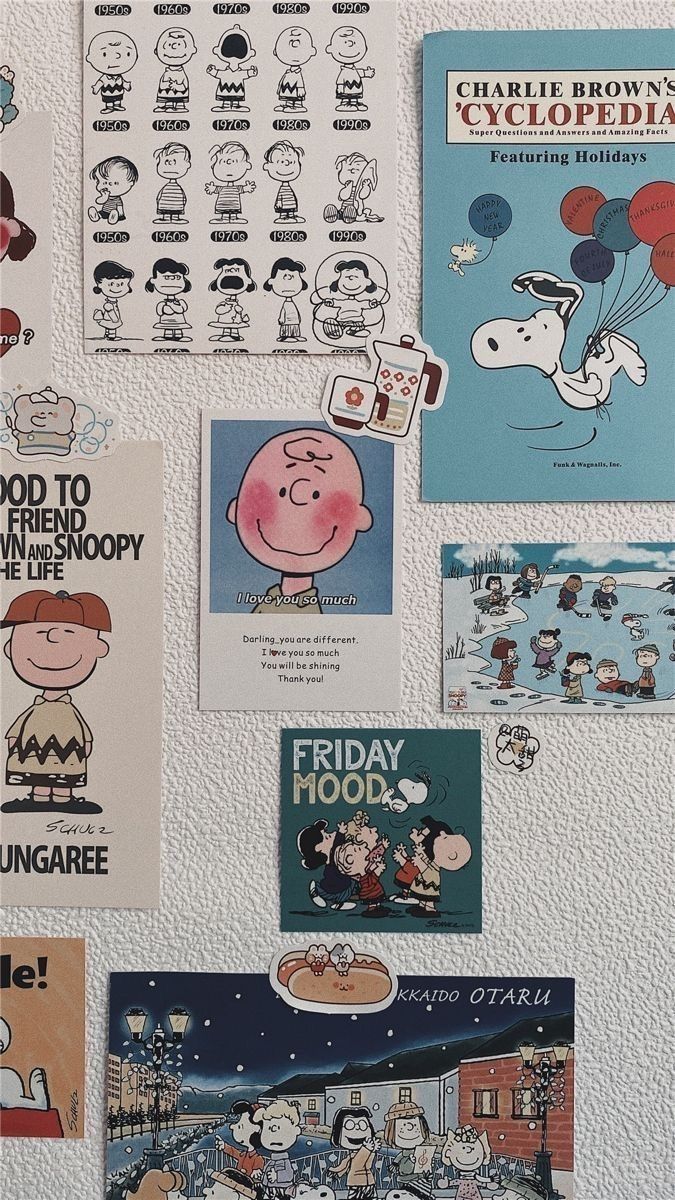 1950s 1960s 1970s 1980s 1990s
1950s 1960s 1970s 1980s 1990s
1950s 1960s 1970s 1980s 1990s
CHARLIE BROWN'S
'CYCLOPEDIA
Super Questions and Answers and Amazing Facts
Featuring Holidays
HAPPY
NEW
YEAR
VALENTINE
CHRISTMAS
THANKSGIV
FOURTH
OF JULY
HALL
Funk & Wagnalls, Inc.
me ?
OOD TO
FRIEND
WN AND SNOOPY
HE LIFE
SCHULZ
UNGAREE
I love you so much
Darling,you are different.
I love you so much
You will be shining
Thank you!
SNOOPY
FRIDAY
MOOD
SCHULZ
le!
SCHULZ
KKAIDO OTARU